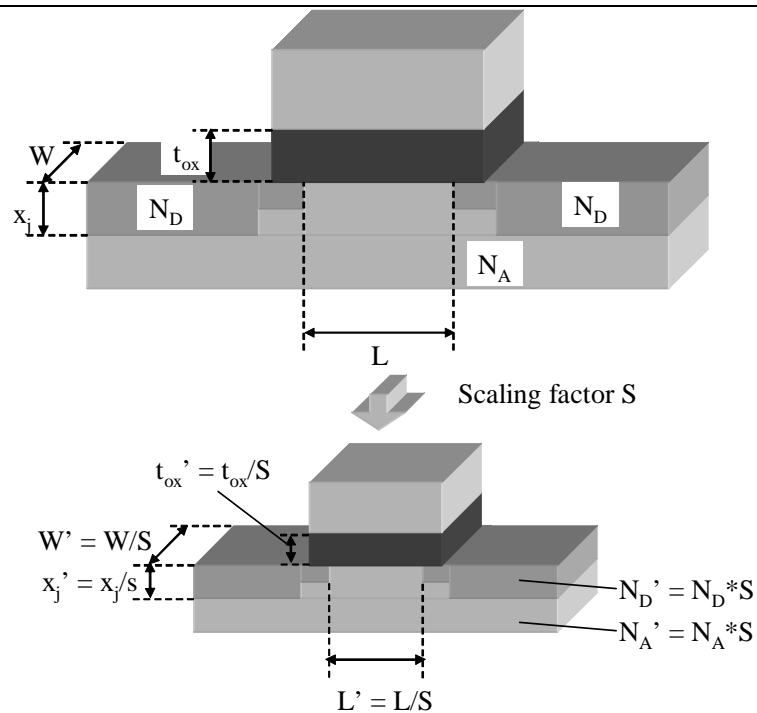 W
t_ox
x_j
N_D
N_D
N_A
L
Scaling factor S
t_ox’ = t_ox/S
W’ = W/S
x_j’ = x_j/s
N_D’ = N_D*S
N_A’ = N_A*S
L’ = L/S